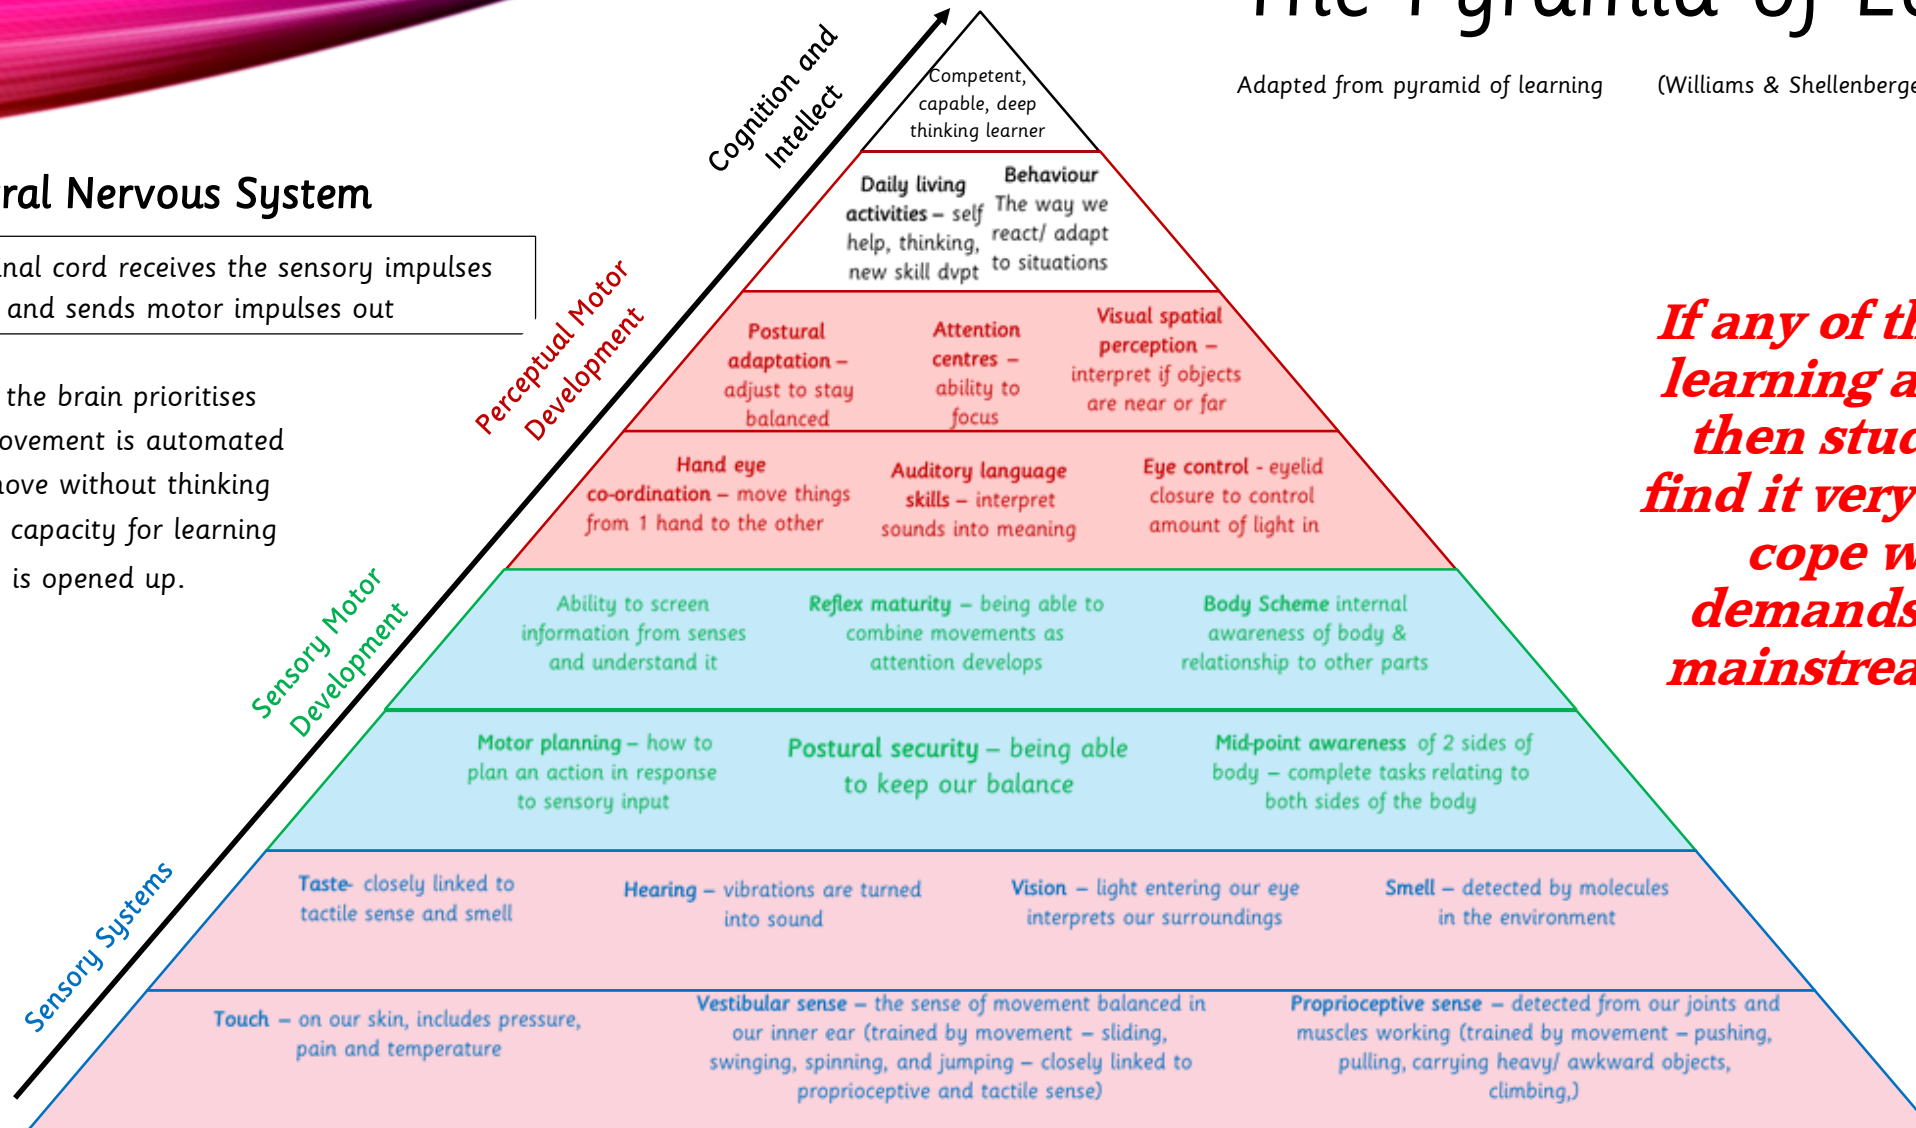 The Pyramid of
Adapted from pyramid of learning (Williams &
Cognition and
Intellect
Competent,
capable, deep
thinking learner
Nervous System
cord receives the sensory impulses
and sends motor impulses out
the brain prioritises
is automated
without thinking
capacity for learning
is opened up.
Daily living
activities – self
help, thinking,
new skill dvpt
Behaviour
The way we
react/ adapt
to situations
Perceptual Motor
Development
Postural
adaptation –
adjust to stay
balanced
Attention
centres –
ability to
focus
Visual spatial
perception –
interpret if objects
are near or far
Hand eye
co-ordination – move things
from 1 hand to the other
Auditory language
skills – interpret
sounds into meaning
Eye control - eyelid
closure to control
amount of light in
If any of
learning
then
find it very
cope
demands
Sensory Motor
Development
Ability to screen
information from senses
and understand it
Reflex maturity – being able to
combine movements as
attention develops
Body Scheme internal
awareness of body &
relationship to other parts
Motor planning – how to
plan an action in response
to sensory input
Postural security – being able
to keep our balance
Mid-point awareness of 2 sides of
body – complete tasks relating to
both sides of the body
Sensory Systems
Taste- closely linked to
tactile sense and smell
Hearing – vibrations are turned
into sound
Vision – light entering our eye
interprets our surroundings
Smell – detected by molecules
in the environment
Touch – on our skin, includes pressure,
pain and temperature
Vestibular sense – the sense of movement balanced in
our inner ear (trained by movement – sliding,
swinging, spinning, and jumping – closely linked to
proprioceptive and tactile sense)
Proprioceptive sense – detected from our joints and
muscles working (trained by movement – pushing,
pulling, carrying heavy/ awkward objects,
climbing,)